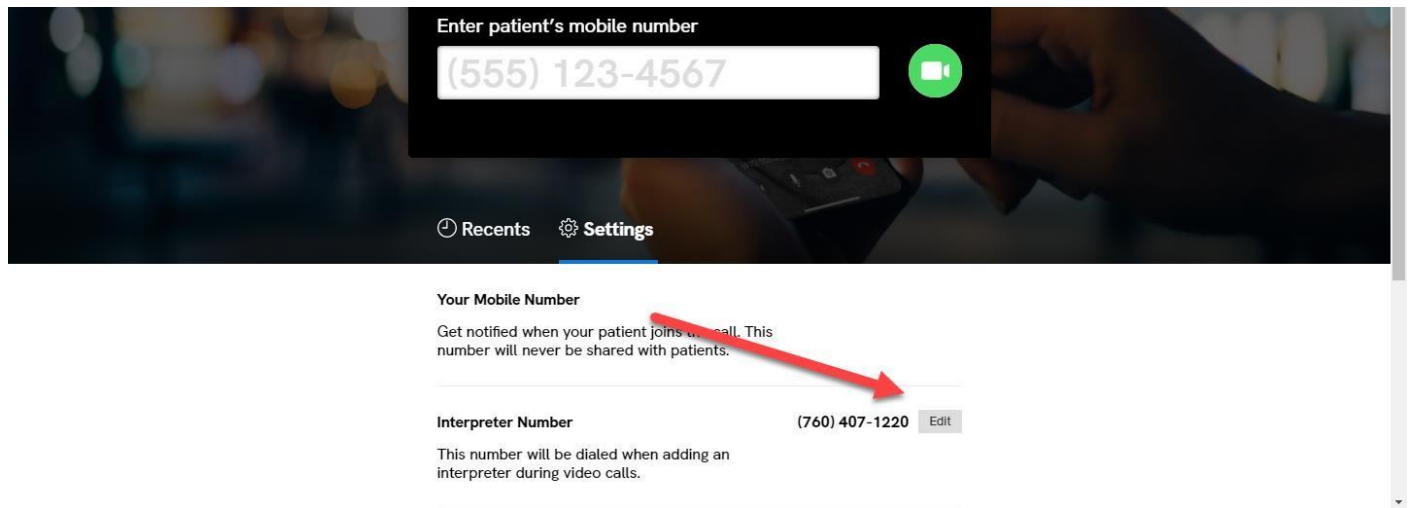 Enter patient's mobile number
(555) 123-4567
Recents Settings
Your Mobile Number
Get notified when your patient joins call. This
number will never be shared with patients.
Interpreter Number (760) 407-1220 Edit
This number will be dialed when adding an
interpreter during video calls.